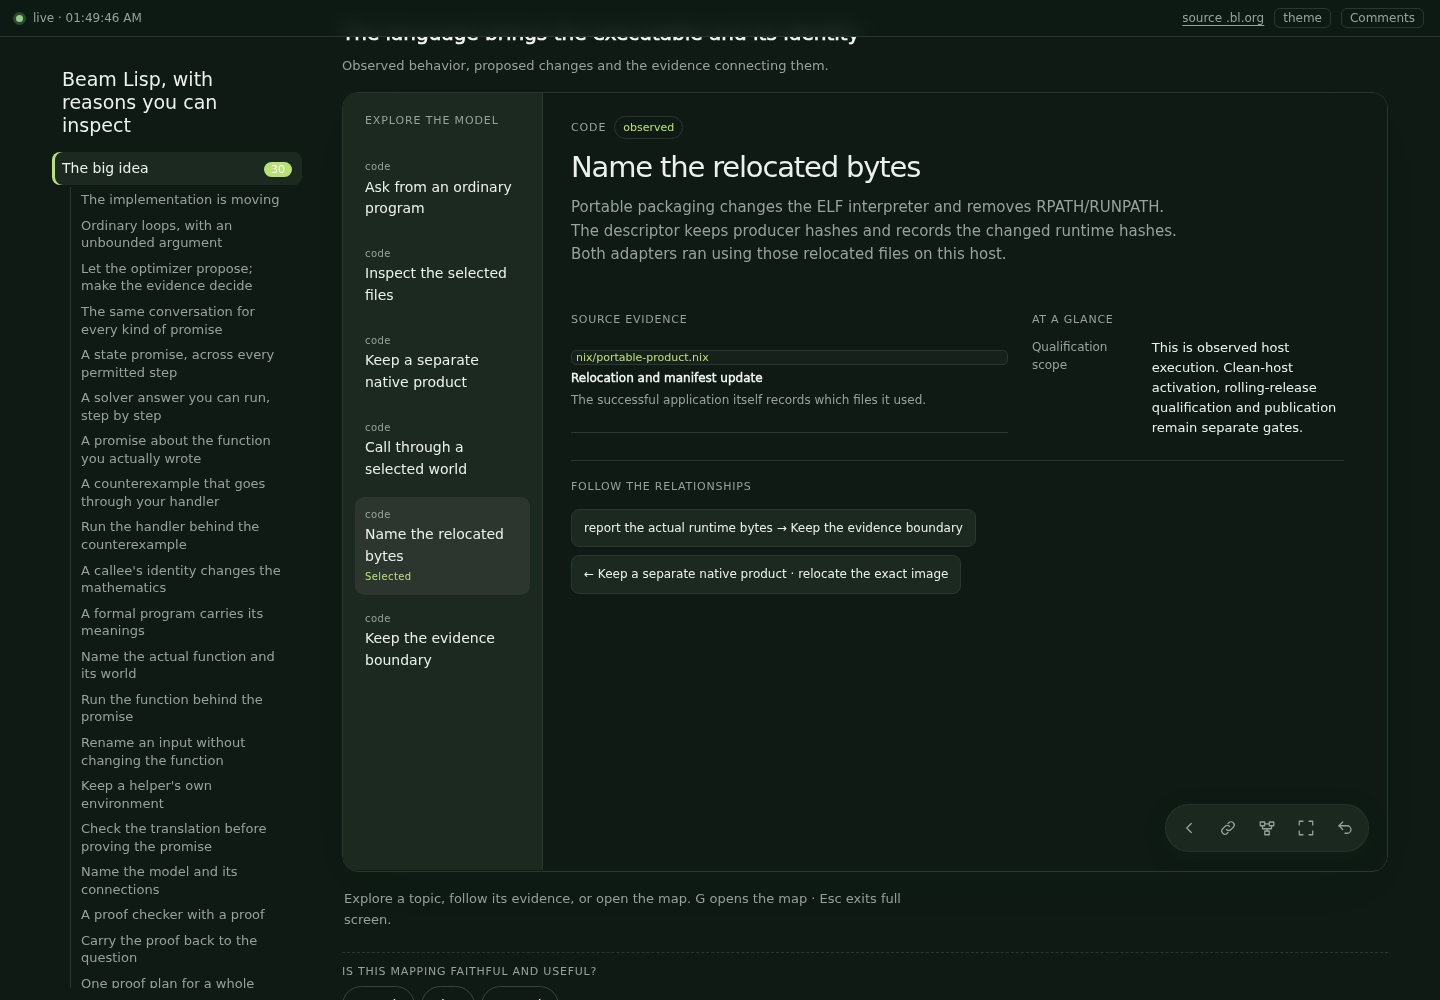 live · 01:49:46 AM
source .bl.org
theme
Comments
Beam Lisp, with
reasons you can
inspect
The big idea
30
The implementation is moving
Ordinary loops, with an
unbounded argument
Let the optimizer propose;
make the evidence decide
The same conversation for
every kind of promise
A state promise, across every
permitted step
A solver answer you can run,
step by step
A promise about the function
you actually wrote
A counterexample that goes
through your handler
Run the handler behind the
counterexample
A callee's identity changes the
mathematics
A formal program carries its
meanings
Name the actual function and
its world
Run the function behind the
promise
Rename an input without
changing the function
Keep a helper's own
environment
Check the translation before
proving the promise
Name the model and its
connections
A proof checker with a proof
Carry the proof back to the
question
One proof plan for a whole
The language brings the executable and its identity
Observed behavior, proposed changes and the evidence connecting them.
EXPLORE THE MODEL
code
Ask from an ordinary
program
code
Inspect the selected
files
code
Keep a separate
native product
code
Call through a
selected world
code
Name the relocated
bytes
Selected
code
Keep the evidence
boundary
CODE
observed
Name the relocated bytes
Portable packaging changes the ELF interpreter and removes RPATH/RUNPATH.
The descriptor keeps producer hashes and records the changed runtime hashes.
Both adapters ran using those relocated files on this host.
SOURCE EVIDENCE
nix/portable-product.nix
Relocation and manifest update
The successful application itself records which files it used.
AT A GLANCE
Qualification
scope
This is observed host
execution. Clean-host
activation, rolling-release
qualification and publication
remain separate gates.
FOLLOW THE RELATIONSHIPS
report the actual runtime bytes → Keep the evidence boundary
← Keep a separate native product · relocate the exact image
Explore a topic, follow its evidence, or open the map. G opens the map · Esc exits full
screen.
IS THIS MAPPING FAITHFUL AND USEFUL?